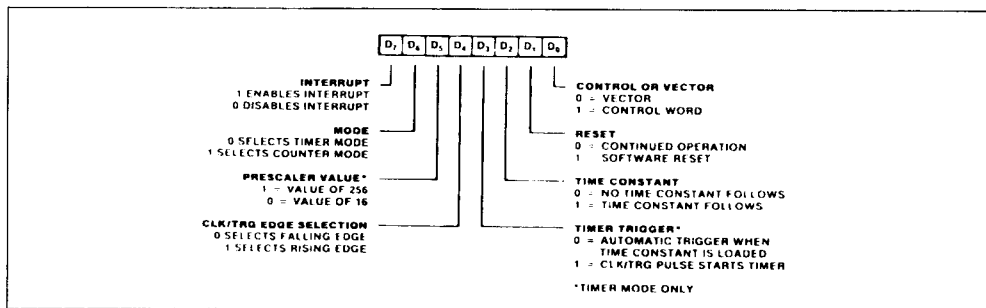 D7 D6 D5 D4 D3 D2 D1 D0
INTERRUPT
1 ENABLES INTERRUPT
0 DISABLES INTERRUPT
MODE
0 SELECTS TIMER MODE
1 SELECTS COUNTER MODE
PRESCALER VALUE*
1 = VALUE OF 256
0 = VALUE OF 16
CLK/TRG EDGE SELECTION
0 SELECTS FALLING EDGE
1 SELECTS RISING EDGE
CONTROL OR VECTOR
0 = VECTOR
1 = CONTROL WORD
RESET
0 = CONTINUED OPERATION
1 SOFTWARE RESET
TIME CONSTANT
0 = NO TIME CONSTANT FOLLOWS
1 = TIME CONSTANT FOLLOWS
TIMER TRIGGER*
0 = AUTOMATIC TRIGGER WHEN
TIME CONSTANT IS LOADED
1 = CLK/TRG PULSE STARTS TIMER
*TIMER MODE ONLY